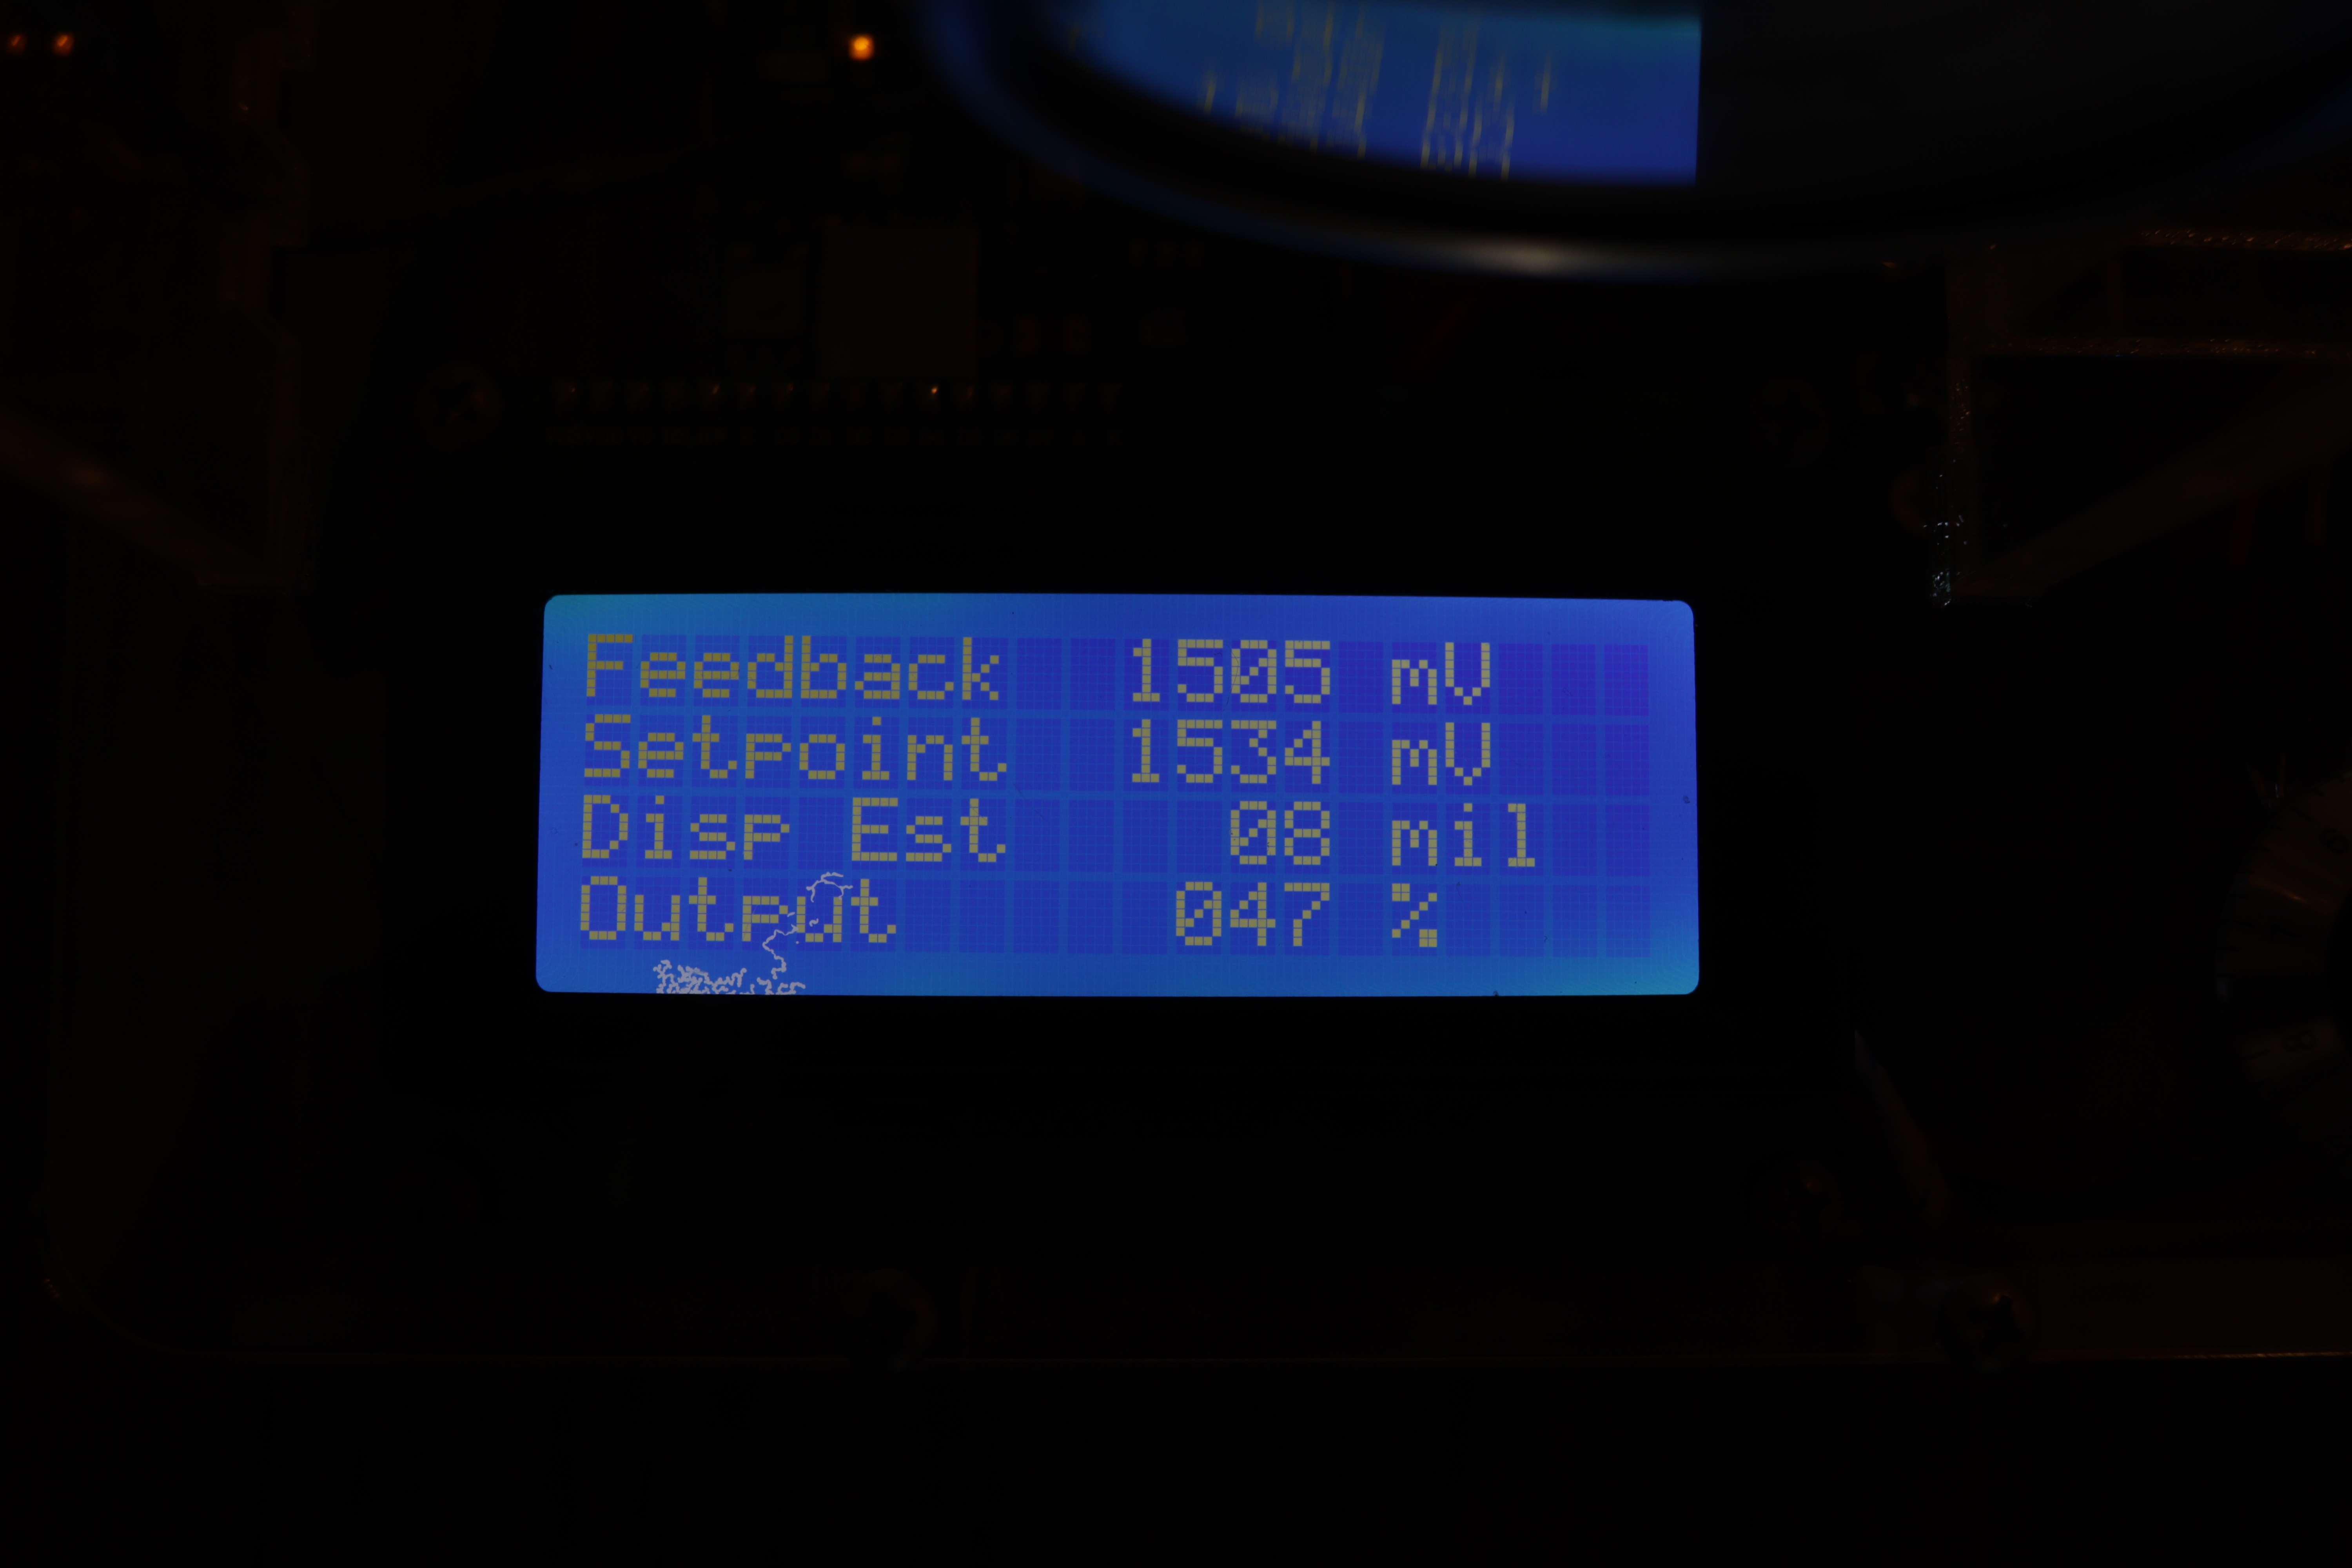 Feedback 1505 mV
Setpoint 1534 mV
Disp Est 08 mil
Output 047 %